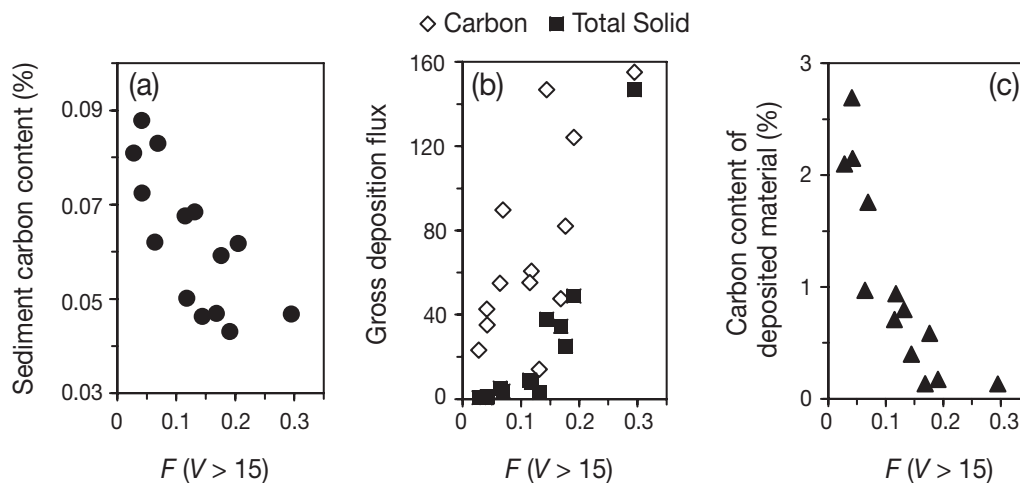 Carbon Total Solid
(a)
Sediment carbon content (%)
0.09
0.07
0.05
0.03
0 0.1 0.2 0.3
F (V > 15)
(b)
Gross deposition flux
160
120
80
40
0
0 0.1 0.2 0.3
F (V > 15)
(c)
Carbon content of
deposited material (%)
3
2
1
0
0 0.1 0.2 0.3
F (V > 15)